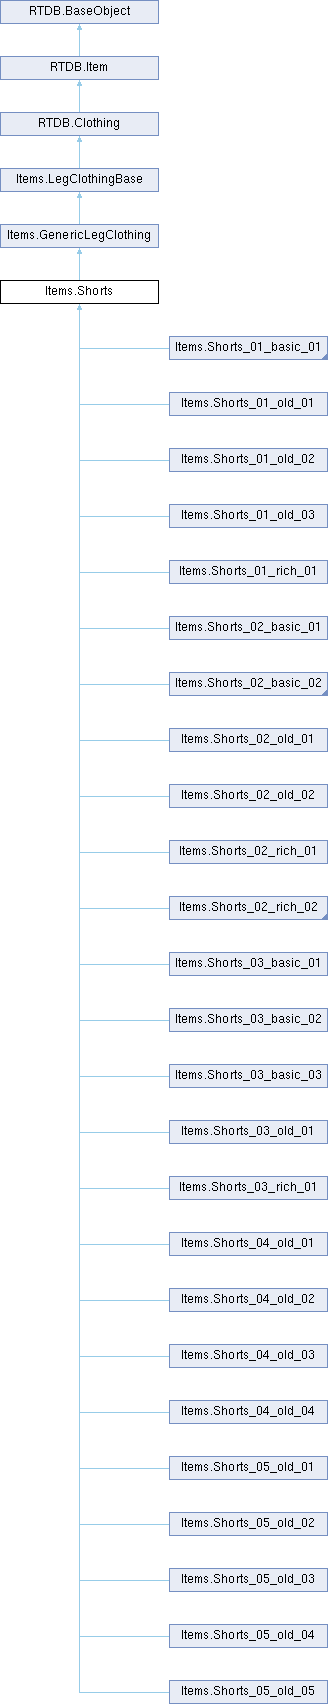 RTDB.BaseObject
RTDB.Item
RTDB.Clothing
Items.LegClothingBase
Items.GenericLegClothing
Items.Shorts
Items.Shorts_01_basic_01
Items.Shorts_01_old_01
Items.Shorts_01_old_02
Items.Shorts_01_old_03
Items.Shorts_01_rich_01
Items.Shorts_02_basic_01
Items.Shorts_02_basic_02
Items.Shorts_02_old_01
Items.Shorts_02_old_02
Items.Shorts_02_rich_01
Items.Shorts_02_rich_02
Items.Shorts_03_basic_01
Items.Shorts_03_basic_02
Items.Shorts_03_basic_03
Items.Shorts_03_old_01
Items.Shorts_03_rich_01
Items.Shorts_04_old_01
Items.Shorts_04_old_02
Items.Shorts_04_old_03
Items.Shorts_04_old_04
Items.Shorts_05_old_01
Items.Shorts_05_old_02
Items.Shorts_05_old_03
Items.Shorts_05_old_04
Items.Shorts_05_old_05